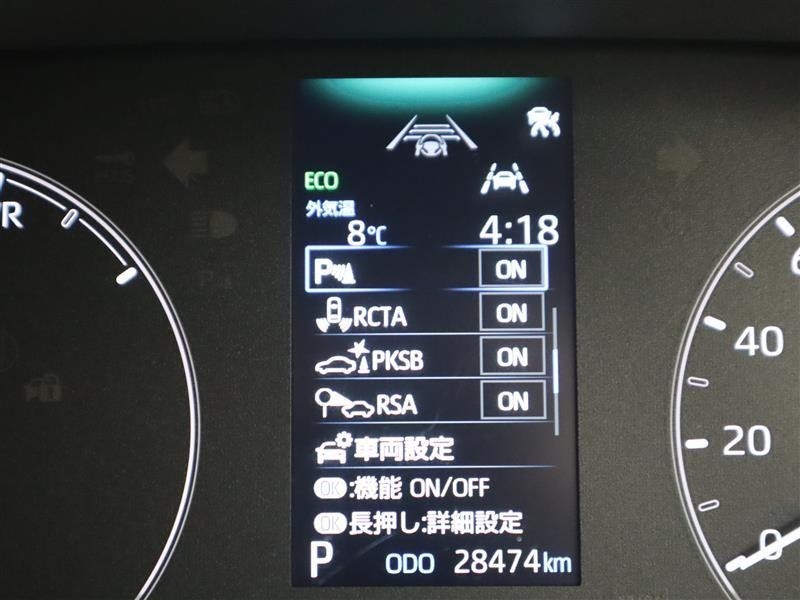 ECO
外気温
8℃ 4:18
P ON
RCTA ON
PKSB ON
RSA ON
車両設定
OK:機能 ON/OFF
OK長押し:詳細設定
P ODO 28474km
40
20
0